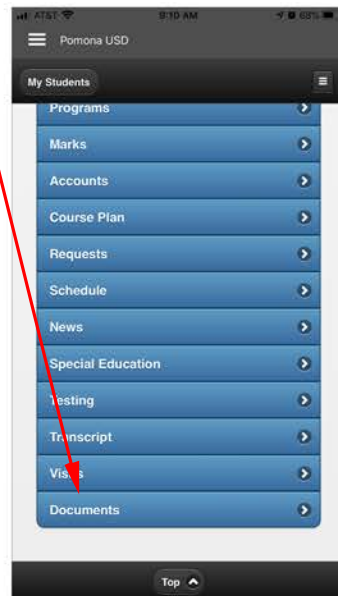 AT&T 9:10 AM 68%
Pomona USD
My Students
Programs
Marks
Accounts
Course Plan
Requests
Schedule
News
Special Education
Testing
Transcript
Visits
Documents
Top